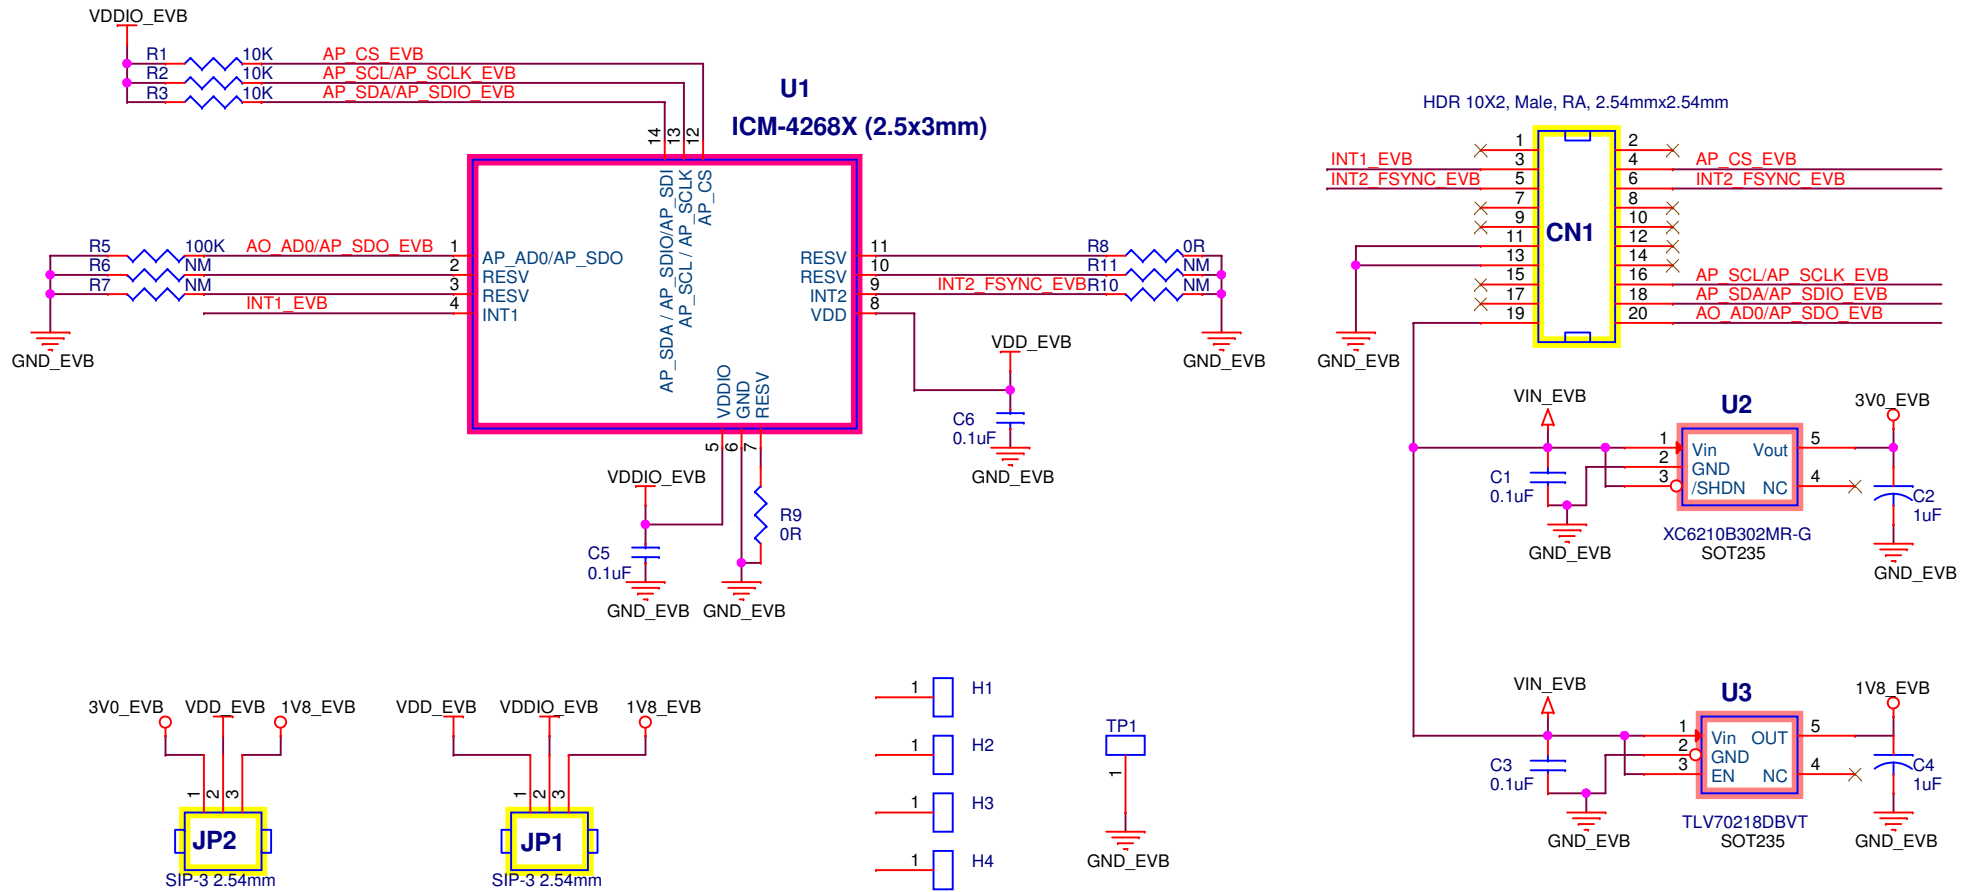 VDDIO_EVB
R1 10K AP_CS_EVB
R2 10K AP_SCL/AP_SCLK_EVB
R3 10K AP_SDA/AP_SDIO_EVB
U1
ICM-4268X (2.5x3mm)
14 13 12
AP_SDA / AP_SDIO/AP_SDI
AP_SCL / AP_SCLK
AP_CS
R5 100K AO_AD0/AP_SDO_EVB 1 AP_AD0/AP_SDO
R6 NM 2 RESV
R7 NM 3 RESV
INT1_EVB 4 INT1
GND_EVB
RESV 11 R8 0R
RESV 10 R11 NM
INT2 9 INT2_FSYNC_EVB R10 NM
VDD 8
GND_EVB
VDD_EVB
C6
0.1uF
GND_EVB
VDDIO
GND
RESV
5 6 7
VDDIO_EVB
C5
0.1uF
GND_EVB
R9
0R
GND_EVB
HDR 10X2, Male, RA, 2.54mmx2.54mm
CN1
1 2
INT1_EVB 3 4 AP_CS_EVB
INT2_FSYNC_EVB 5 6 INT2_FSYNC_EVB
7 8
9 10
11 12
13 14
15 16 AP_SCL/AP_SCLK_EVB
17 18 AP_SDA/AP_SDIO_EVB
19 20 AO_AD0/AP_SDO_EVB
GND_EVB
VIN_EVB
U2
3V0_EVB
1 Vin Vout 5
2 GND
3 /SHDN NC 4
C1
0.1uF
GND_EVB
C2
1uF
GND_EVB
XC6210B302MR-G
SOT235
VIN_EVB
U3
1V8_EVB
1 Vin OUT 5
2 GND
3 EN NC 4
C3
0.1uF
GND_EVB
C4
1uF
GND_EVB
TLV70218DBVT
SOT235
3V0_EVB VDD_EVB 1V8_EVB
1 2 3
JP2
SIP-3 2.54mm
VDD_EVB VDDIO_EVB 1V8_EVB
1 2 3
JP1
SIP-3 2.54mm
1 H1
1 H2
1 H3
1 H4
TP1
1
GND_EVB